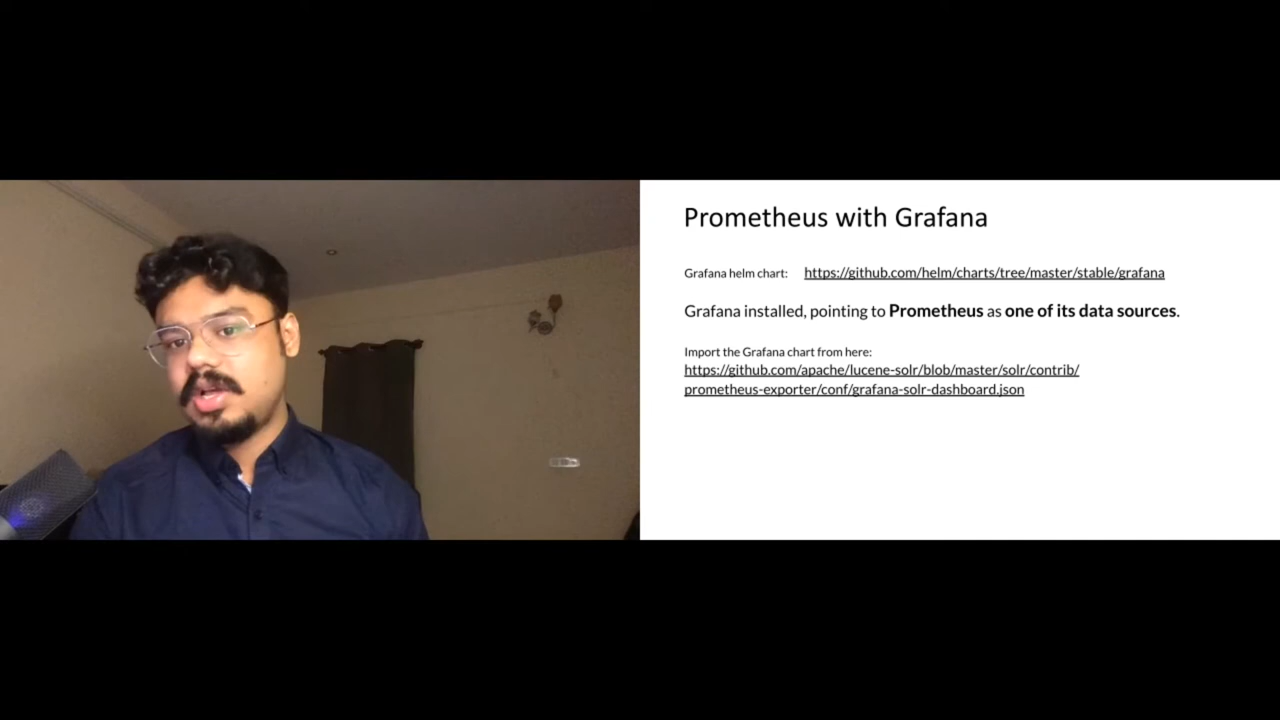 Prometheus with Grafana
Grafana helm chart: https://github.com/helm/charts/tree/master/stable/grafana
Grafana installed, pointing to Prometheus as one of its data sources.
Import the Grafana chart from here:
https://github.com/apache/lucene-solr/blob/master/solr/contrib/
prometheus-exporter/conf/grafana-solr-dashboard.json